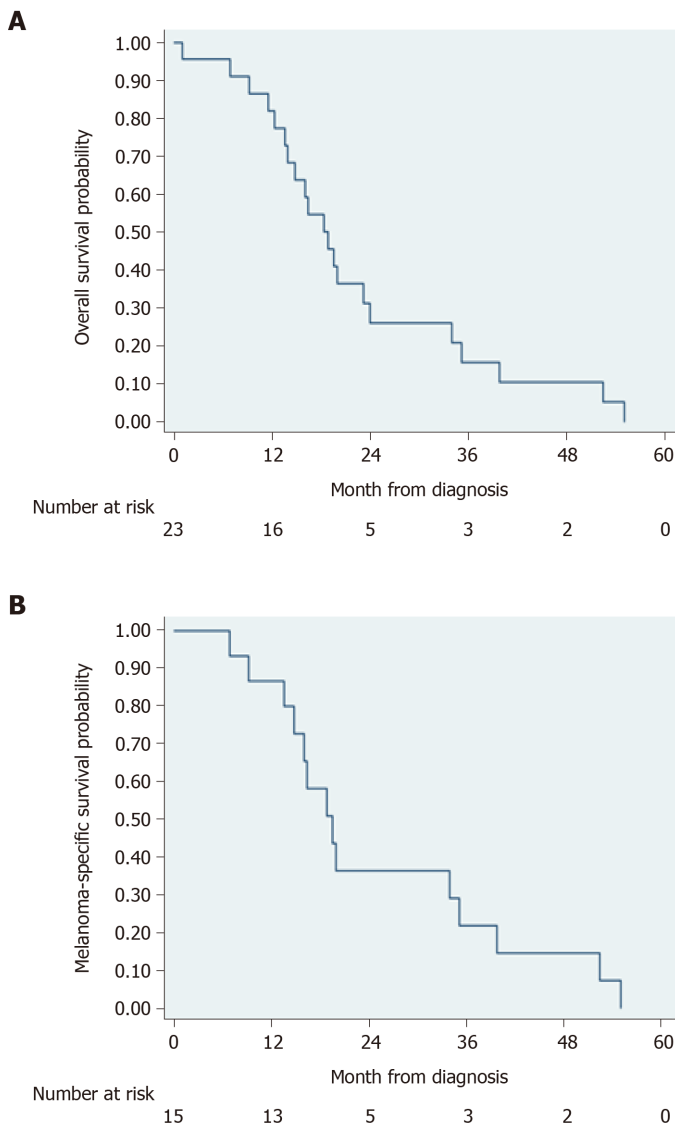 A
Overall survival probability
1.00
0.90
0.80
0.70
0.60
0.50
0.40
0.30
0.20
0.10
0.00
0 12 24 36 48 60
Month from diagnosis
Number at risk
23 16 5 3 2 0
B
Melanoma-specific survival probability
1.00
0.90
0.80
0.70
0.60
0.50
0.40
0.30
0.20
0.10
0.00
0 12 24 36 48 60
Month from diagnosis
Number at risk
15 13 5 3 2 0